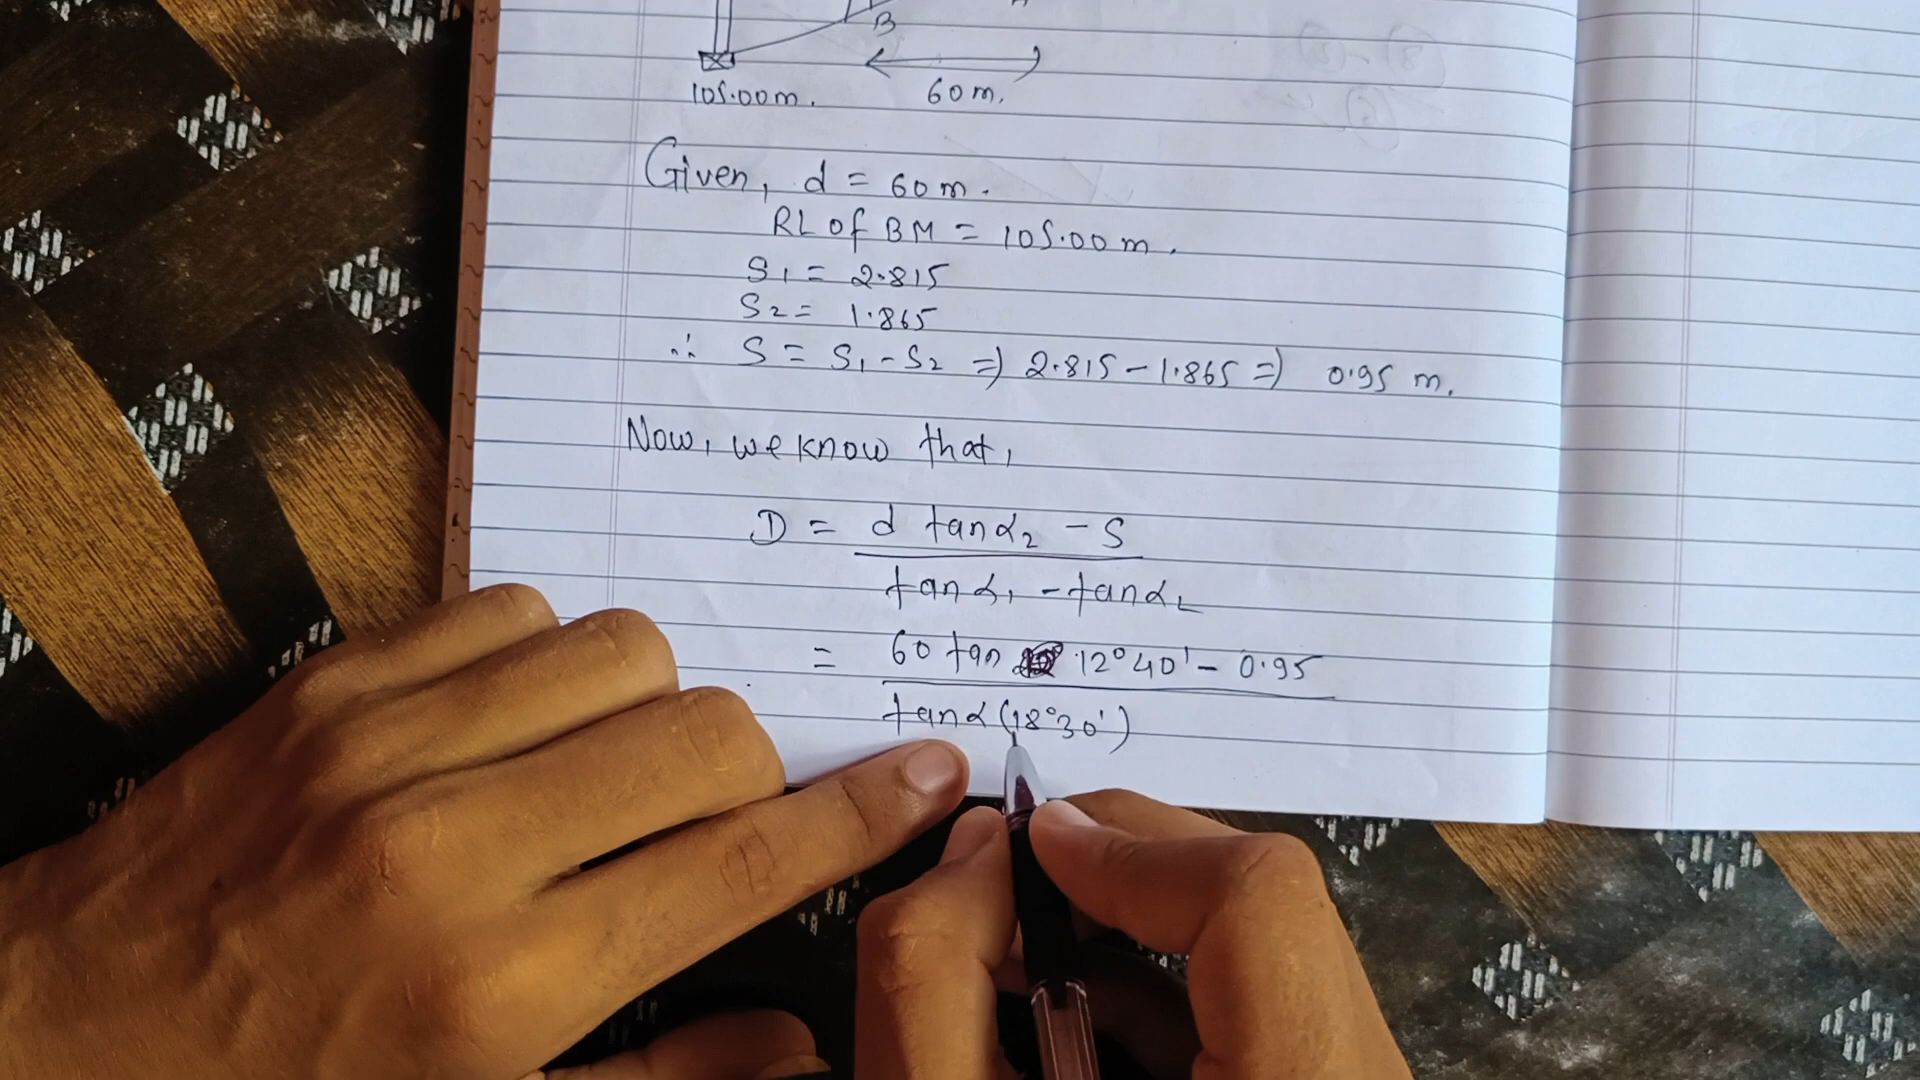 B
105.00m.
60m.
Given, d = 60m.
RL of BM = 105.00m.
S₁ = 2.815
S₂ = 1.865
∴ S = S₁ - S₂ => 2.815 - 1.865 => 0.95 m.
Now, we know that,
D = d tanα₂ - S
tanα₁ - tanα₂
= 60 tan 12°40' - 0.95
tanα(18°30')